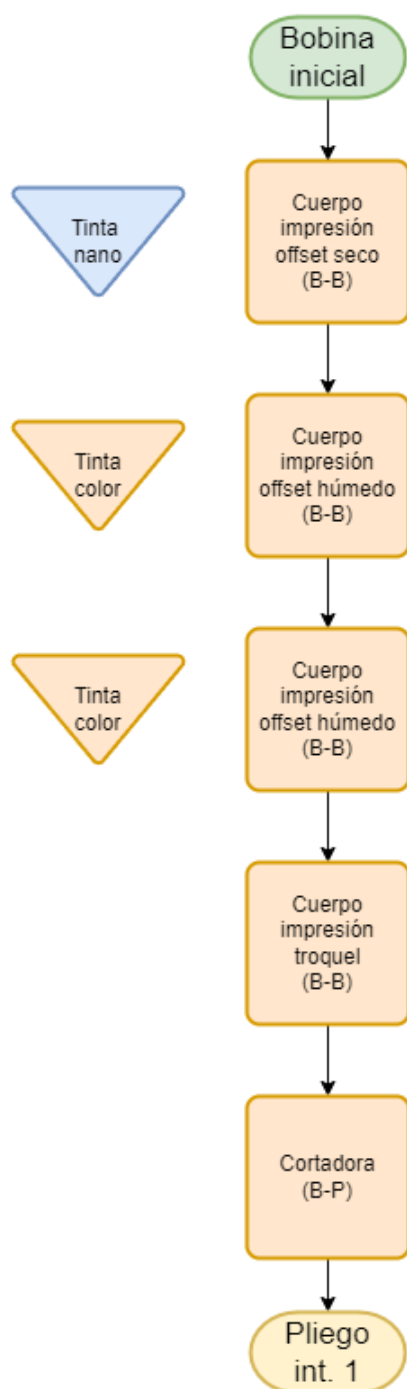 Bobina
inicial
Tinta
nano
Cuerpo
impresión
offset seco
(B-B)
Tinta
color
Cuerpo
impresión
offset húmedo
(B-B)
Tinta
color
Cuerpo
impresión
offset húmedo
(B-B)
Cuerpo
impresión
troquel
(B-B)
Cortadora
(B-P)
Pliego
int. 1